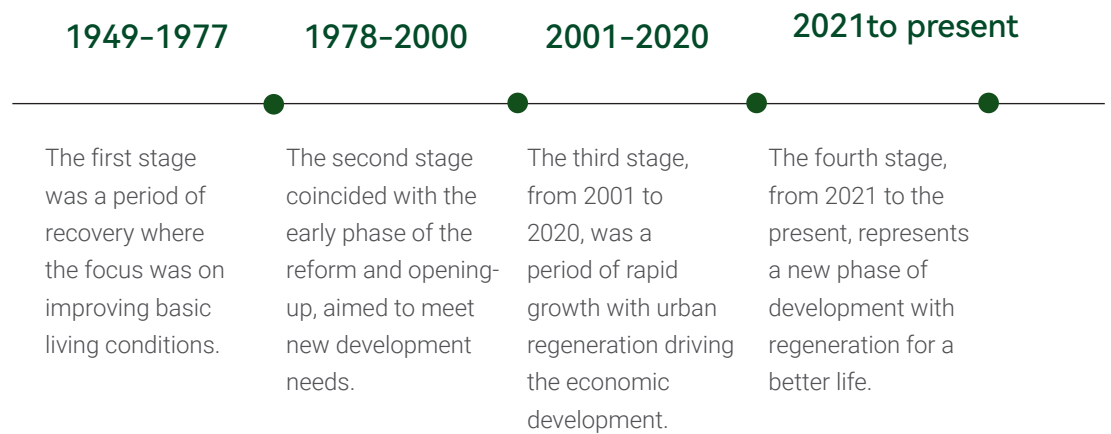 1949–1977
The first stage
was a period of
recovery where
the focus was on
improving basic
living conditions.
1978–2000
The second stage
coincided with the
early phase of the
reform and opening-
up, aimed to meet
new development
needs.
2001–2020
The third stage,
from 2001 to
2020, was a
period of rapid
growth with urban
regeneration driving
the economic
development.
2021to present
The fourth stage,
from 2021 to the
present, represents
a new phase of
development with
regeneration for a
better life.